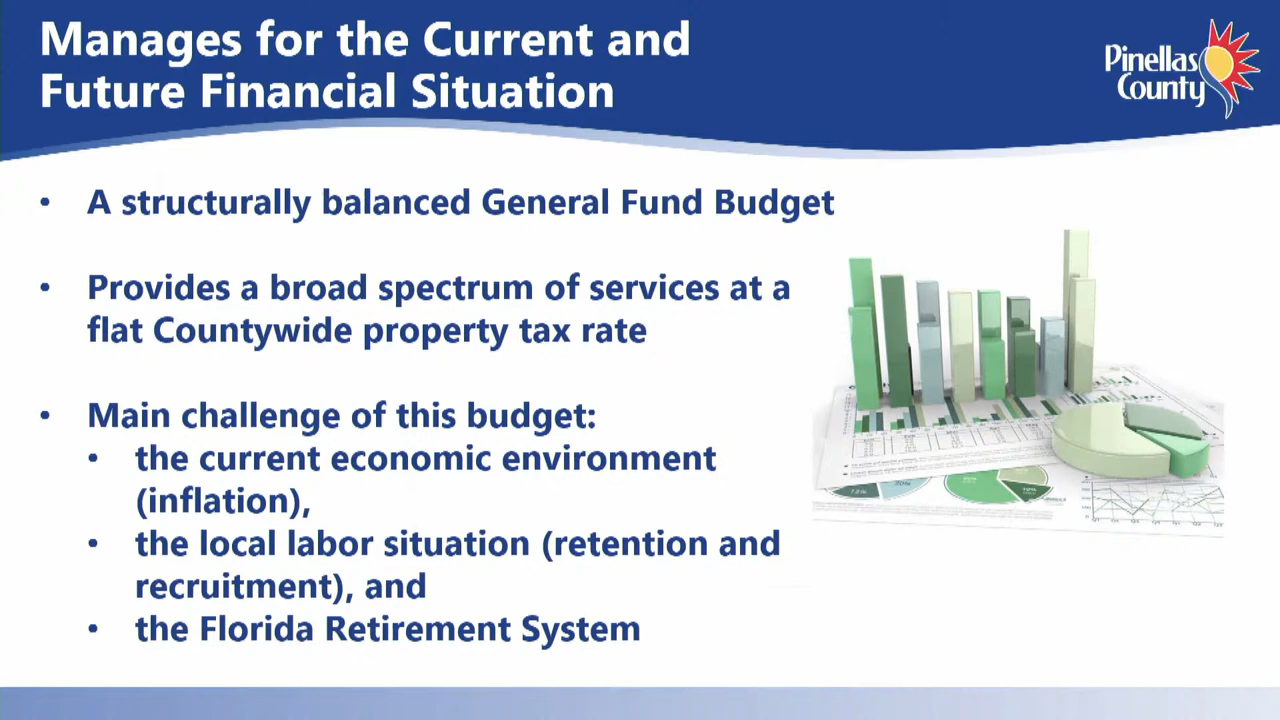 Manages for the Current and
Future Financial Situation
Pinellas
County
• A structurally balanced General Fund Budget
• Provides a broad spectrum of services at a
flat Countywide property tax rate
• Main challenge of this budget:
• the current economic environment
(inflation),
• the local labor situation (retention and
recruitment), and
• the Florida Retirement System